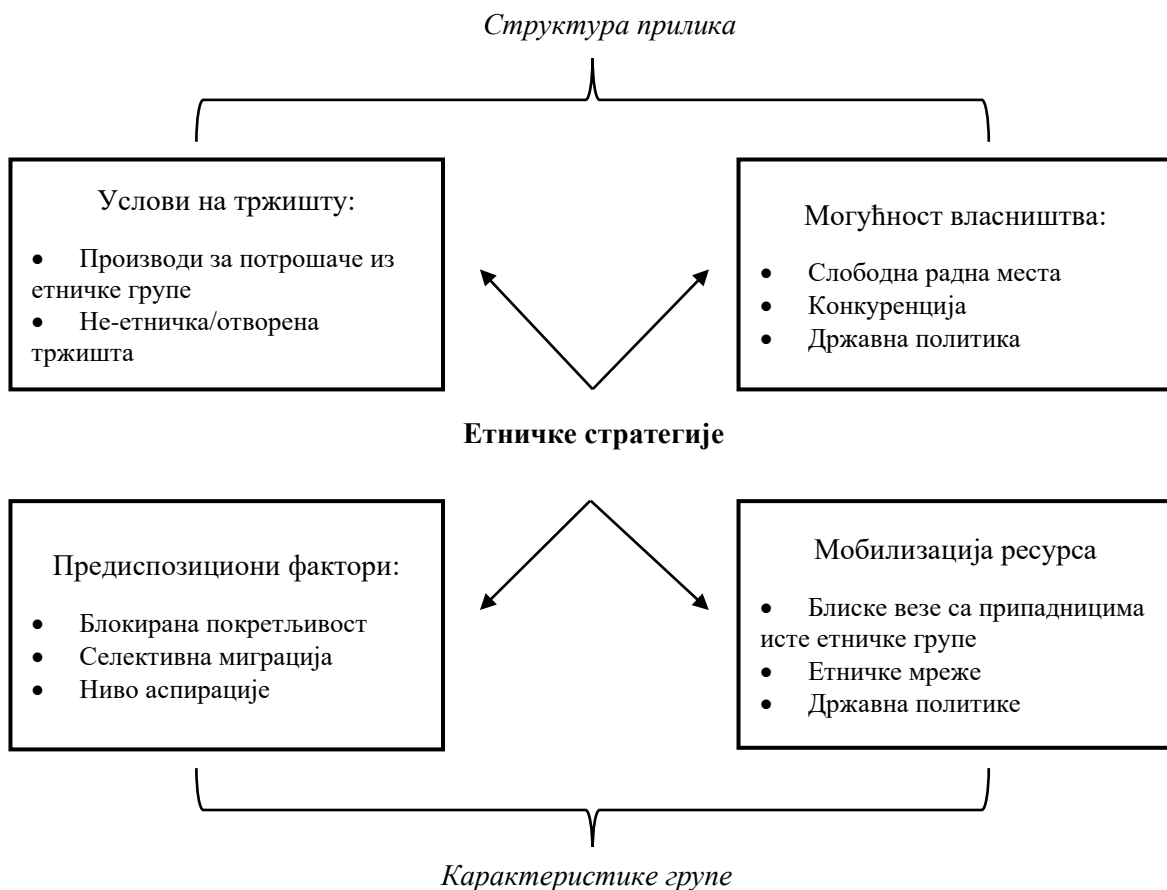 Структура прилика
Услови на тржишту:
• Производи за потрошаче из
етничке групе
• Не-етничка/отворена
тржишта
Могућност власништва:
• Слободна радна места
• Конкуренција
• Државна политика
Етничке стратегије
Предиспозициони фактори:
• Блокирана покретљивост
• Селективна миграција
• Ниво аспирације
Мобилизација ресурса
• Блиске везе са припадницима
исте етничке групе
• Етничке мреже
• Државна политике
Карактеристике групе